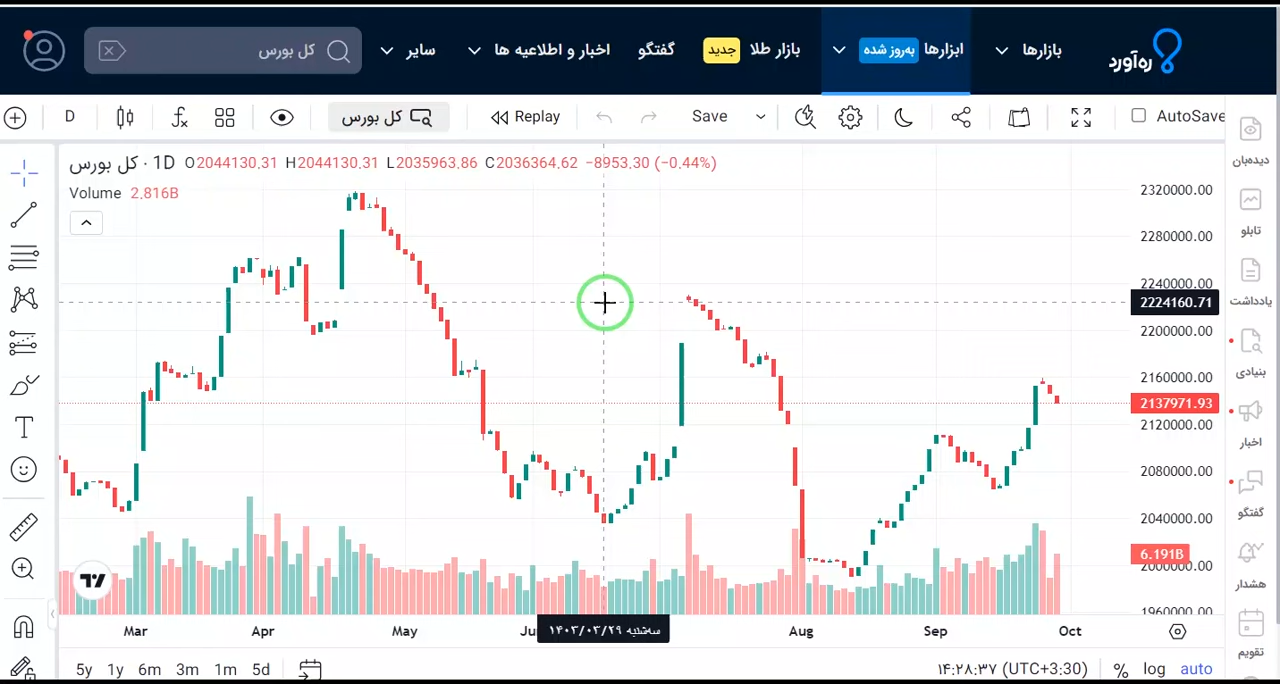 ره‌آورد
بازارها
ابزارها به‌روز شده
بازار طلا جدید
گفتگو
اخبار و اطلاعیه ها
سایر
کل بورس
D
کل بورس
Replay
Save
AutoSave
کل بورس · 1D O2044130.31 H2044130.31 L2035963.86 C2036364.62 −8953.30 (−0.44%)
Volume 2.816B
2320000.00
2280000.00
2240000.00
2224160.71
2200000.00
2160000.00
2137971.93
2120000.00
2080000.00
2040000.00
6.191B
2000000.00
1960000.00
Mar
Apr
May
سه‌شنبه ۱۴۰۳/۰۳/۲۹
Aug
Sep
Oct
5y 1y 6m 3m 1m 5d
۱۴:۲۸:۳۷ (UTC+3:30)
% log auto
دیده‌بان
تابلو
یادداشت
بنیادی
اخبار
گفتگو
هشدار
تقویم